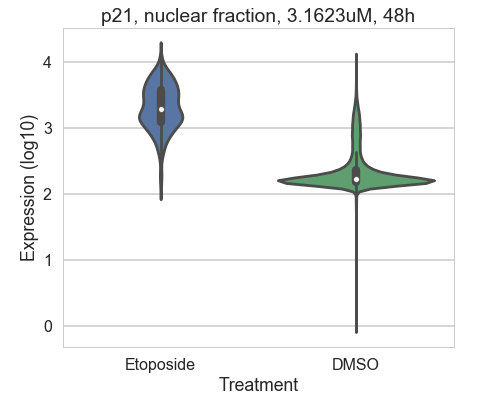 p21, nuclear fraction, 3.1623uM, 48h
Expression (log10)
4
3
2
1
0
Etoposide DMSO
Treatment